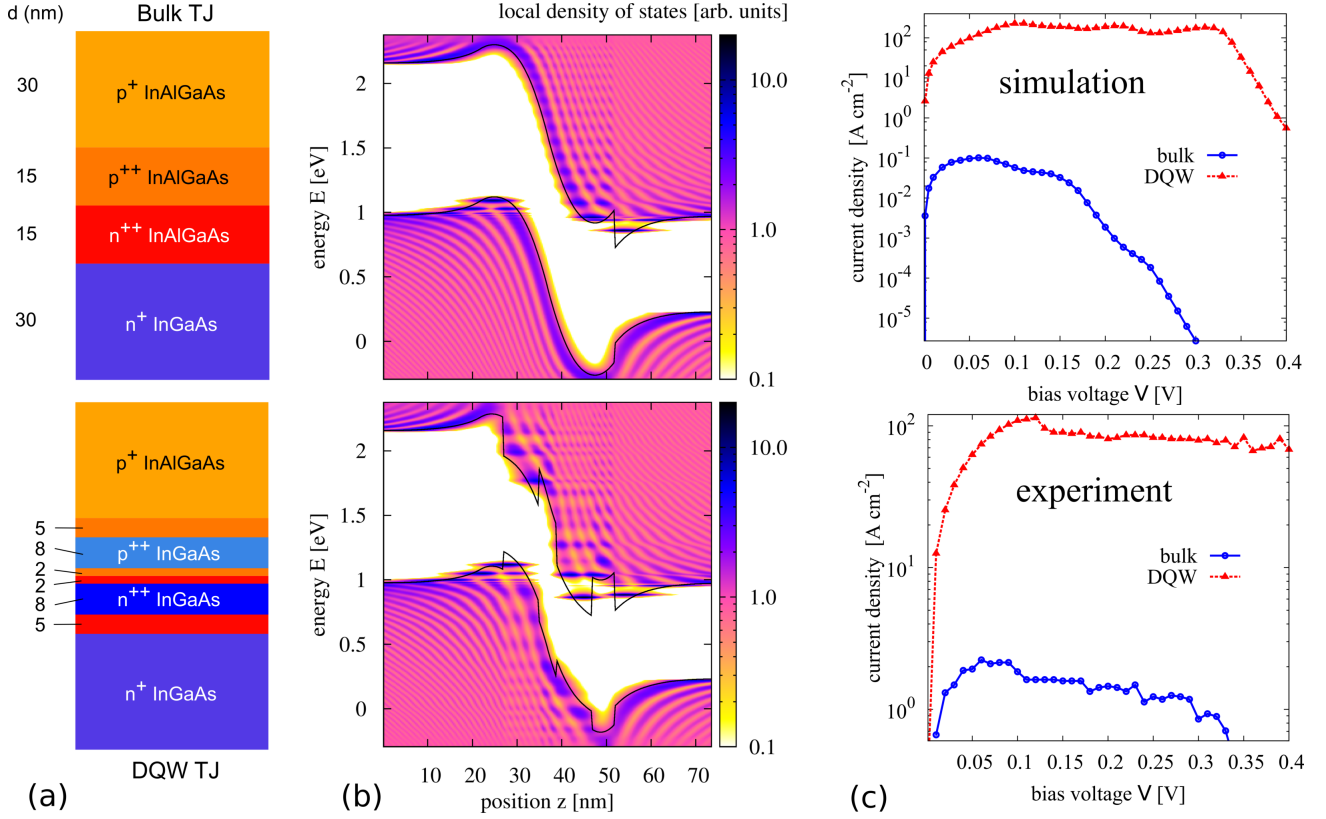 d (nm)
Bulk TJ
30
p+ InAlGaAs
15
p++ InAlGaAs
15
n++ InAlGaAs
30
n+ InGaAs
p+ InAlGaAs
5
8
p++ InGaAs
2
2
8
n++ InGaAs
5
n+ InGaAs
DQW TJ
(a)
local density of states [arb. units]
energy E [eV]
2
1.5
1
0.5
0
10.0
1.0
0.1
energy E [eV]
2
1.5
1
0.5
0
10.0
1.0
0.1
10 20 30 40 50 60 70
position z [nm]
(b)
current density [A cm-2]
10^2
10^1
10^0
10^-1
10^-2
10^-3
10^-4
10^-5
simulation
bulk
DQW
0 0.05 0.1 0.15 0.2 0.25 0.3 0.35 0.4
bias voltage V [V]
current density [A cm-2]
10^2
10^1
10^0
experiment
bulk
DQW
0.05 0.1 0.15 0.2 0.25 0.3 0.35 0.4
bias voltage V [V]
(c)